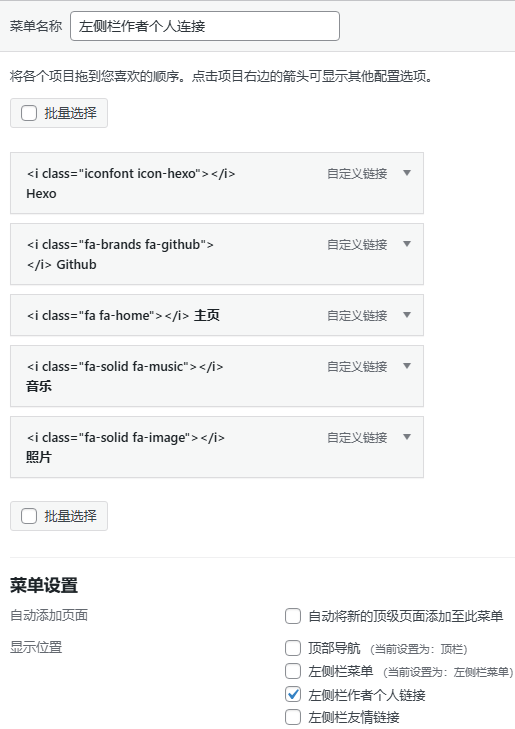 菜单名称 左侧栏作者个人连接
将各个项目拖到您喜欢的顺序。点击项目右边的箭头可显示其他配置选项。
批量选择
<i class="iconfont icon-hexo"></i> 自定义链接
Hexo
<i class="fa-brands fa-github"> 自定义链接
</i> Github
<i class="fa fa-home"></i> 主页 自定义链接
<i class="fa-solid fa-music"></i> 自定义链接
音乐
<i class="fa-solid fa-image"></i> 自定义链接
照片
批量选择
菜单设置
自动添加页面 自动将新的顶级页面添加至此菜单
显示位置 顶部导航 (当前设置为：顶栏)
左侧栏菜单 (当前设置为：左侧栏菜单)
左侧栏作者个人链接
左侧栏友情链接